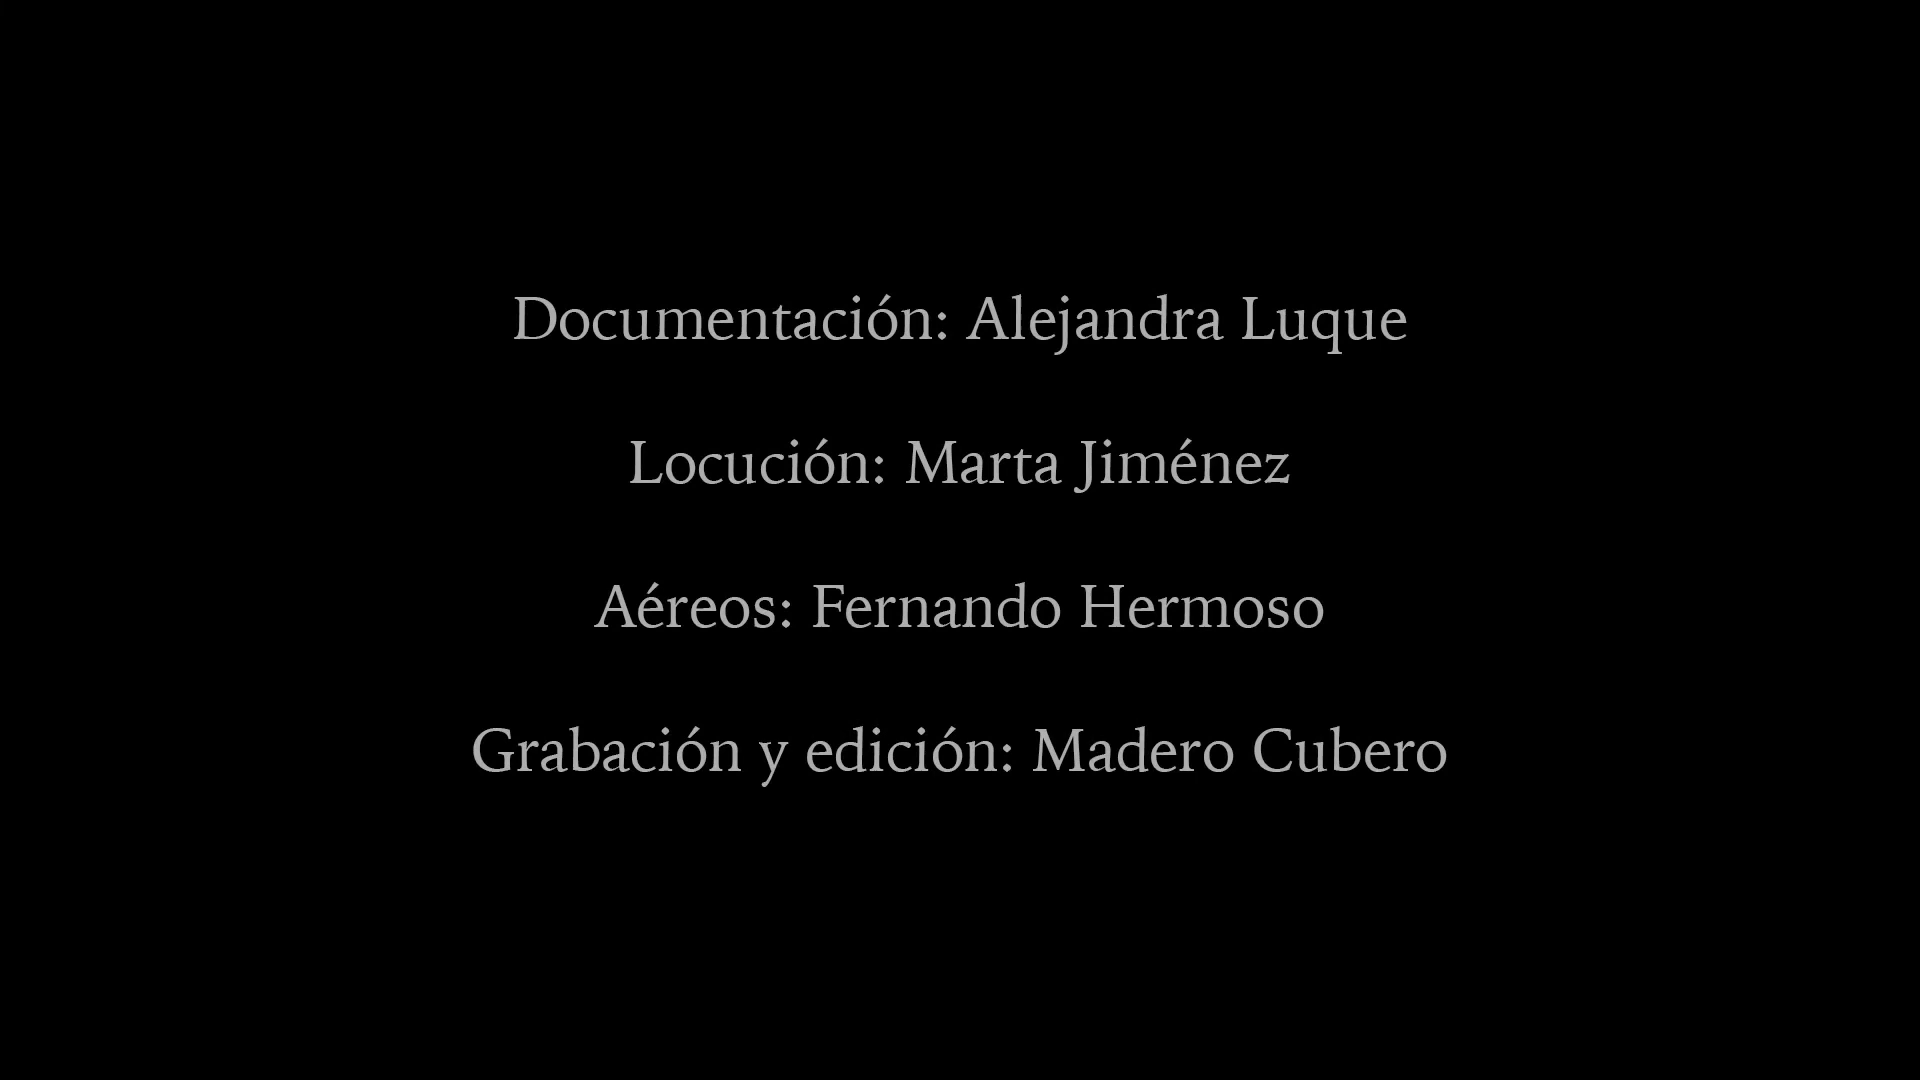 Documentación: Alejandra Luque
Locución: Marta Jiménez
Aéreos: Fernando Hermoso
Grabación y edición: Madero Cubero